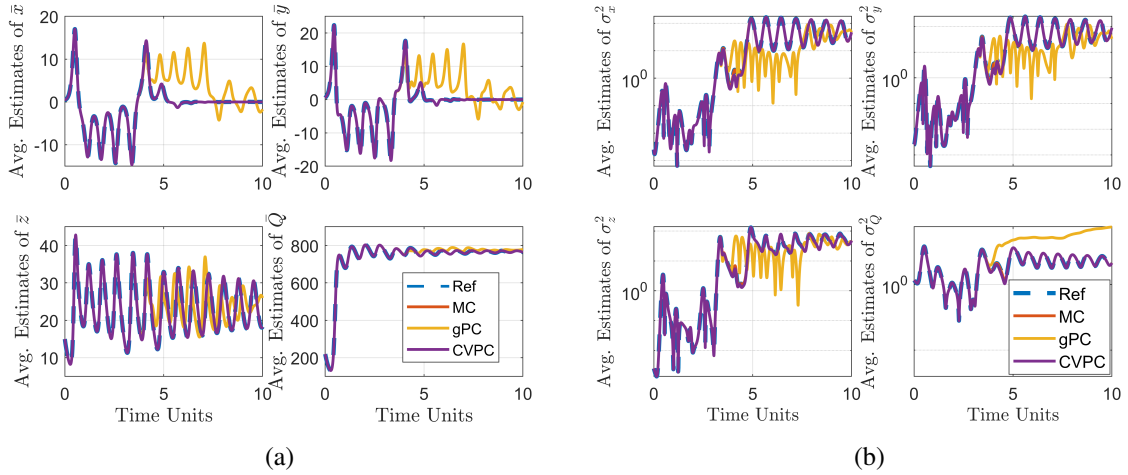 Avg. Estimates of x̄
20
10
0
-10
0
5
10
Avg. Estimates of ȳ
20
10
0
-10
-20
0
5
10
Avg. Estimates of z̄
40
30
20
10
0
5
10
Time Units
Avg. Estimates of Q̄
800
600
400
200
0
5
10
Time Units
Ref
MC
gPC
CVPC
(a)
Avg. Estimates of σ²ₓ
10⁰
0
5
10
Avg. Estimates of σ²_y
10⁰
0
5
10
Avg. Estimates of σ²_z
10⁰
0
5
10
Time Units
Avg. Estimates of σ²_Q
10⁰
0
5
10
Time Units
Ref
MC
gPC
CVPC
(b)